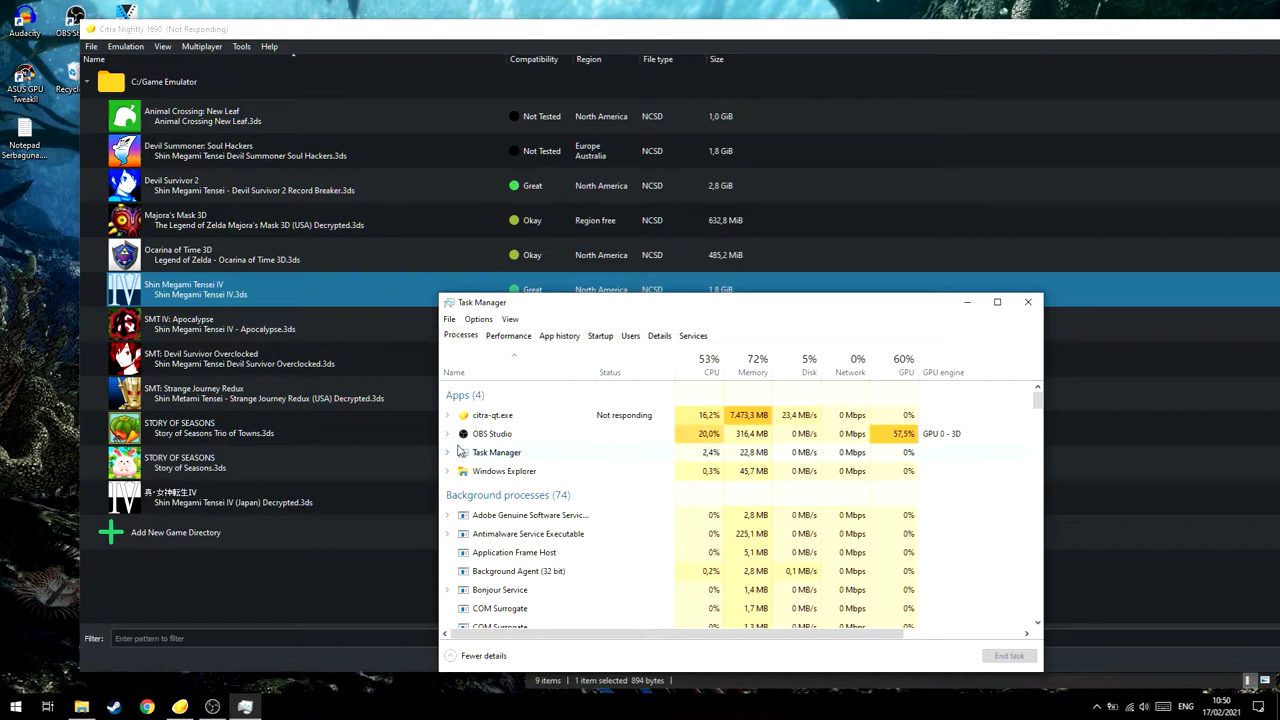 Audacity
OBS St
ASUS GPU
TweakII
Recycl
Notepad
Serbaguna....
Citra Nightly 1690 (Not Responding)
File Emulation View Multiplayer Tools Help
Name Compatibility Region File type Size
C:/Game Emulator
Animal Crossing: New Leaf
Animal Crossing New Leaf.3ds Not Tested North America NCSD 1,0 GiB
Devil Summoner: Soul Hackers
Shin Megami Tensei Devil Summoner Soul Hackers.3ds Not Tested Europe Australia NCSD 1,8 GiB
Devil Survivor 2
Shin Megami Tensei - Devil Survivor 2 Record Breaker.3ds Great North America NCSD 2,8 GiB
Majora's Mask 3D
The Legend of Zelda Majora's Mask 3D (USA) Decrypted.3ds Okay Region free NCSD 632,8 MiB
Ocarina of Time 3D
Legend of Zelda - Ocarina of Time 3D.3ds Okay North America NCSD 485,2 MiB
Shin Megami Tensei IV
Shin Megami Tensei IV.3ds Great North America NCSD 1,8 GiB
SMT IV: Apocalypse
Shin Megami Tensei IV - Apocalypse.3ds
SMT: Devil Survivor Overclocked
Shin Megami Tensei Devil Survivor Overclocked.3ds
SMT: Strange Journey Redux
Shin Metami Tensei - Strange Journey Redux (USA) Decrypted.3ds
STORY OF SEASONS
Story of Seasons Trio of Towns.3ds
STORY OF SEASONS
Story of Seasons.3ds
真・女神転生IV
Shin Megami Tensei IV (Japan) Decrypted.3ds
Add New Game Directory
Filter: Enter pattern to filter
Task Manager
File Options View
Processes Performance App history Startup Users Details Services
53% 72% 5% 0% 60%
Name Status CPU Memory Disk Network GPU GPU engine
Apps (4)
citra-qt.exe Not responding 16,2% 7.473,3 MB 23,4 MB/s 0 Mbps 0%
OBS Studio 20,0% 316,4 MB 0 MB/s 0 Mbps 57,5% GPU 0 - 3D
Task Manager 2,4% 22,8 MB 0 MB/s 0 Mbps 0%
Windows Explorer 0,3% 45,7 MB 0 MB/s 0 Mbps 0%
Background processes (74)
Adobe Genuine Software Servic... 0% 2,8 MB 0 MB/s 0 Mbps 0%
Antimalware Service Executable 0% 225,1 MB 0 MB/s 0 Mbps 0%
Application Frame Host 0% 5,1 MB 0 MB/s 0 Mbps 0%
Background Agent (32 bit) 0,2% 2,8 MB 0,1 MB/s 0 Mbps 0%
Bonjour Service 0% 1,4 MB 0 MB/s 0 Mbps 0%
COM Surrogate 0% 1,7 MB 0 MB/s 0 Mbps 0%
COM Surrogate 0% 1,3 MB 0 MB/s 0 Mbps 0%
Fewer details End task
9 items 1 item selected 894 bytes
ENG 10:50
17/02/2021